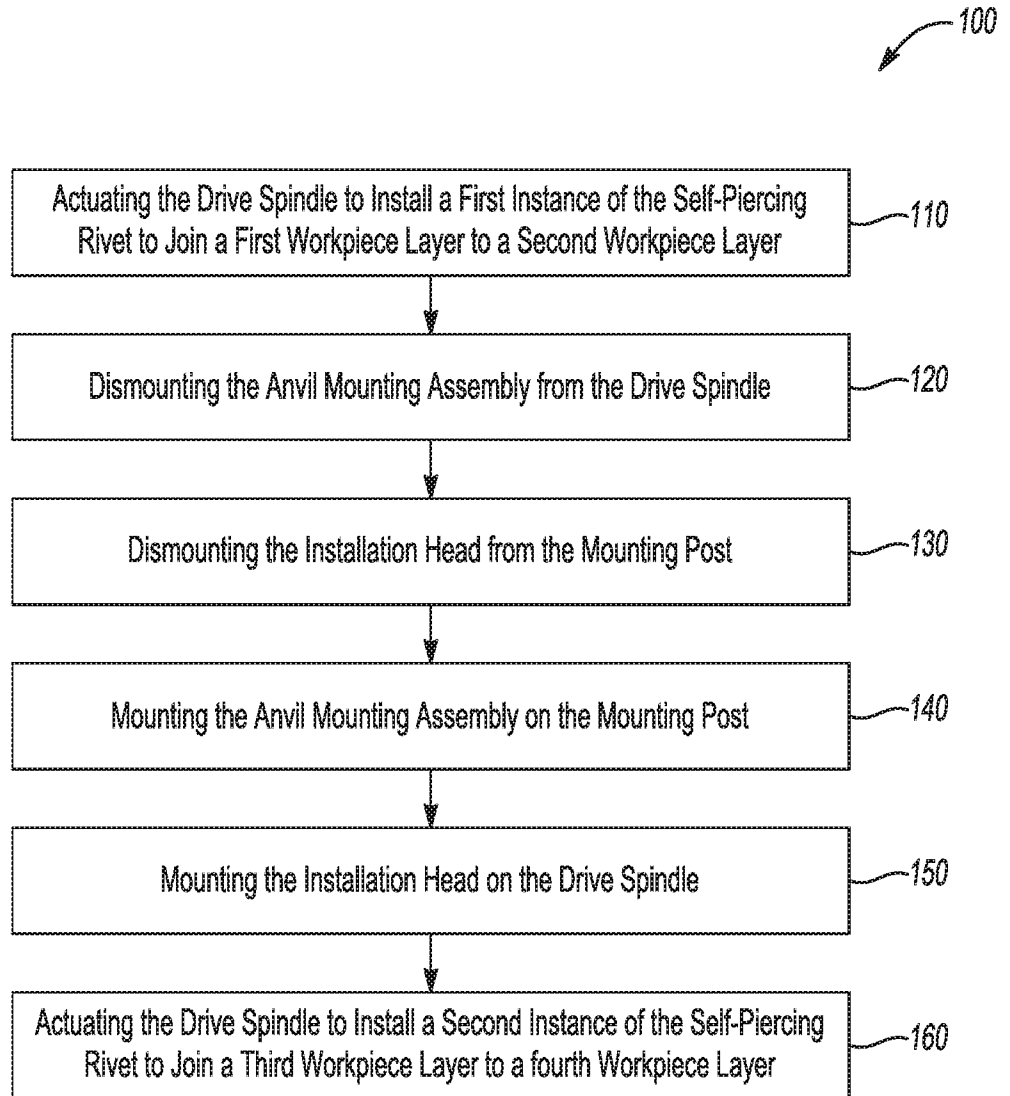 100
Actuating the Drive Spindle to Install a First Instance of the Self-Piercing
Rivet to Join a First Workpiece Layer to a Second Workpiece Layer
110
Dismounting the Anvil Mounting Assembly from the Drive Spindle
120
Dismounting the Installation Head from the Mounting Post
130
Mounting the Anvil Mounting Assembly on the Mounting Post
140
Mounting the Installation Head on the Drive Spindle
150
Actuating the Drive Spindle to Install a Second Instance of the Self-Piercing
Rivet to Join a Third Workpiece Layer to a fourth Workpiece Layer
160